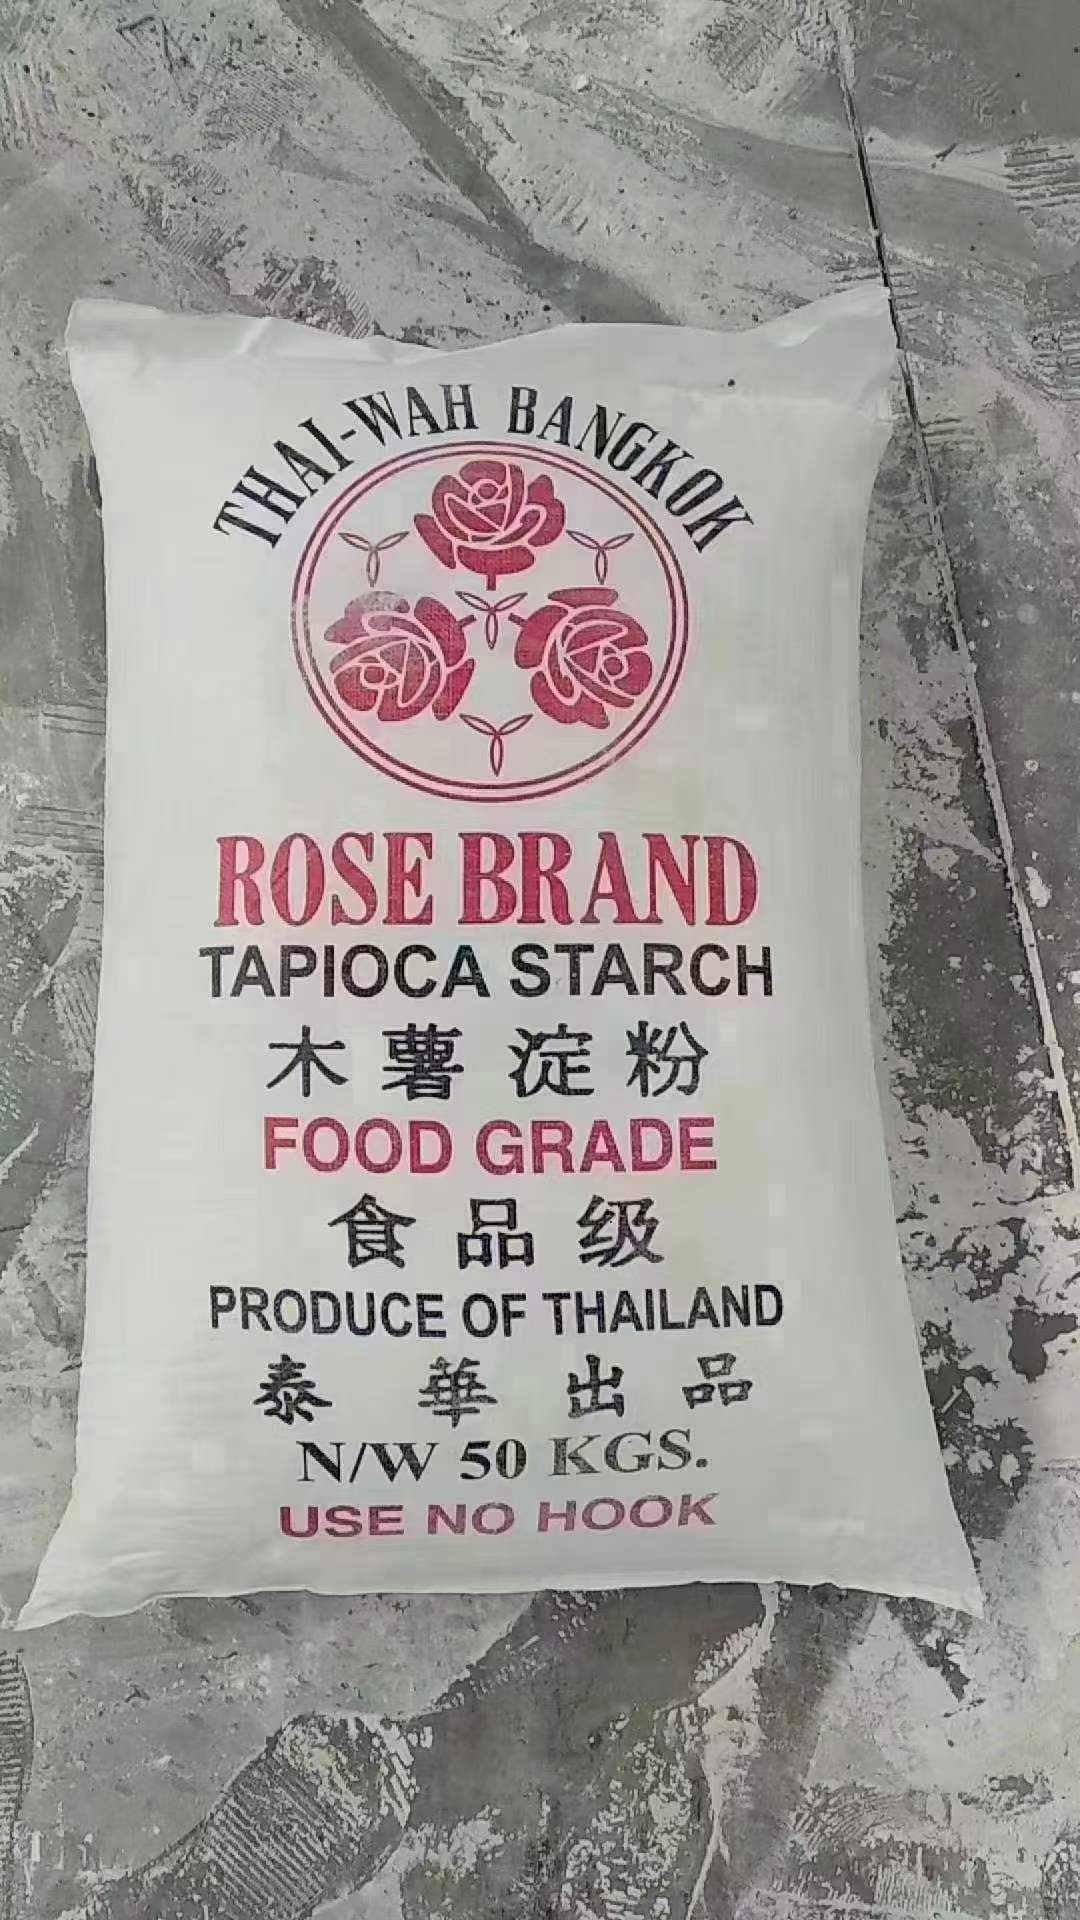 THAI-WAH BANGKOK
ROSE BRAND
TAPIOCA STARCH
木薯淀粉
FOOD GRADE
食品级
PRODUCE OF THAILAND
泰華出品
N/W 50 KGS.
USE NO HOOK